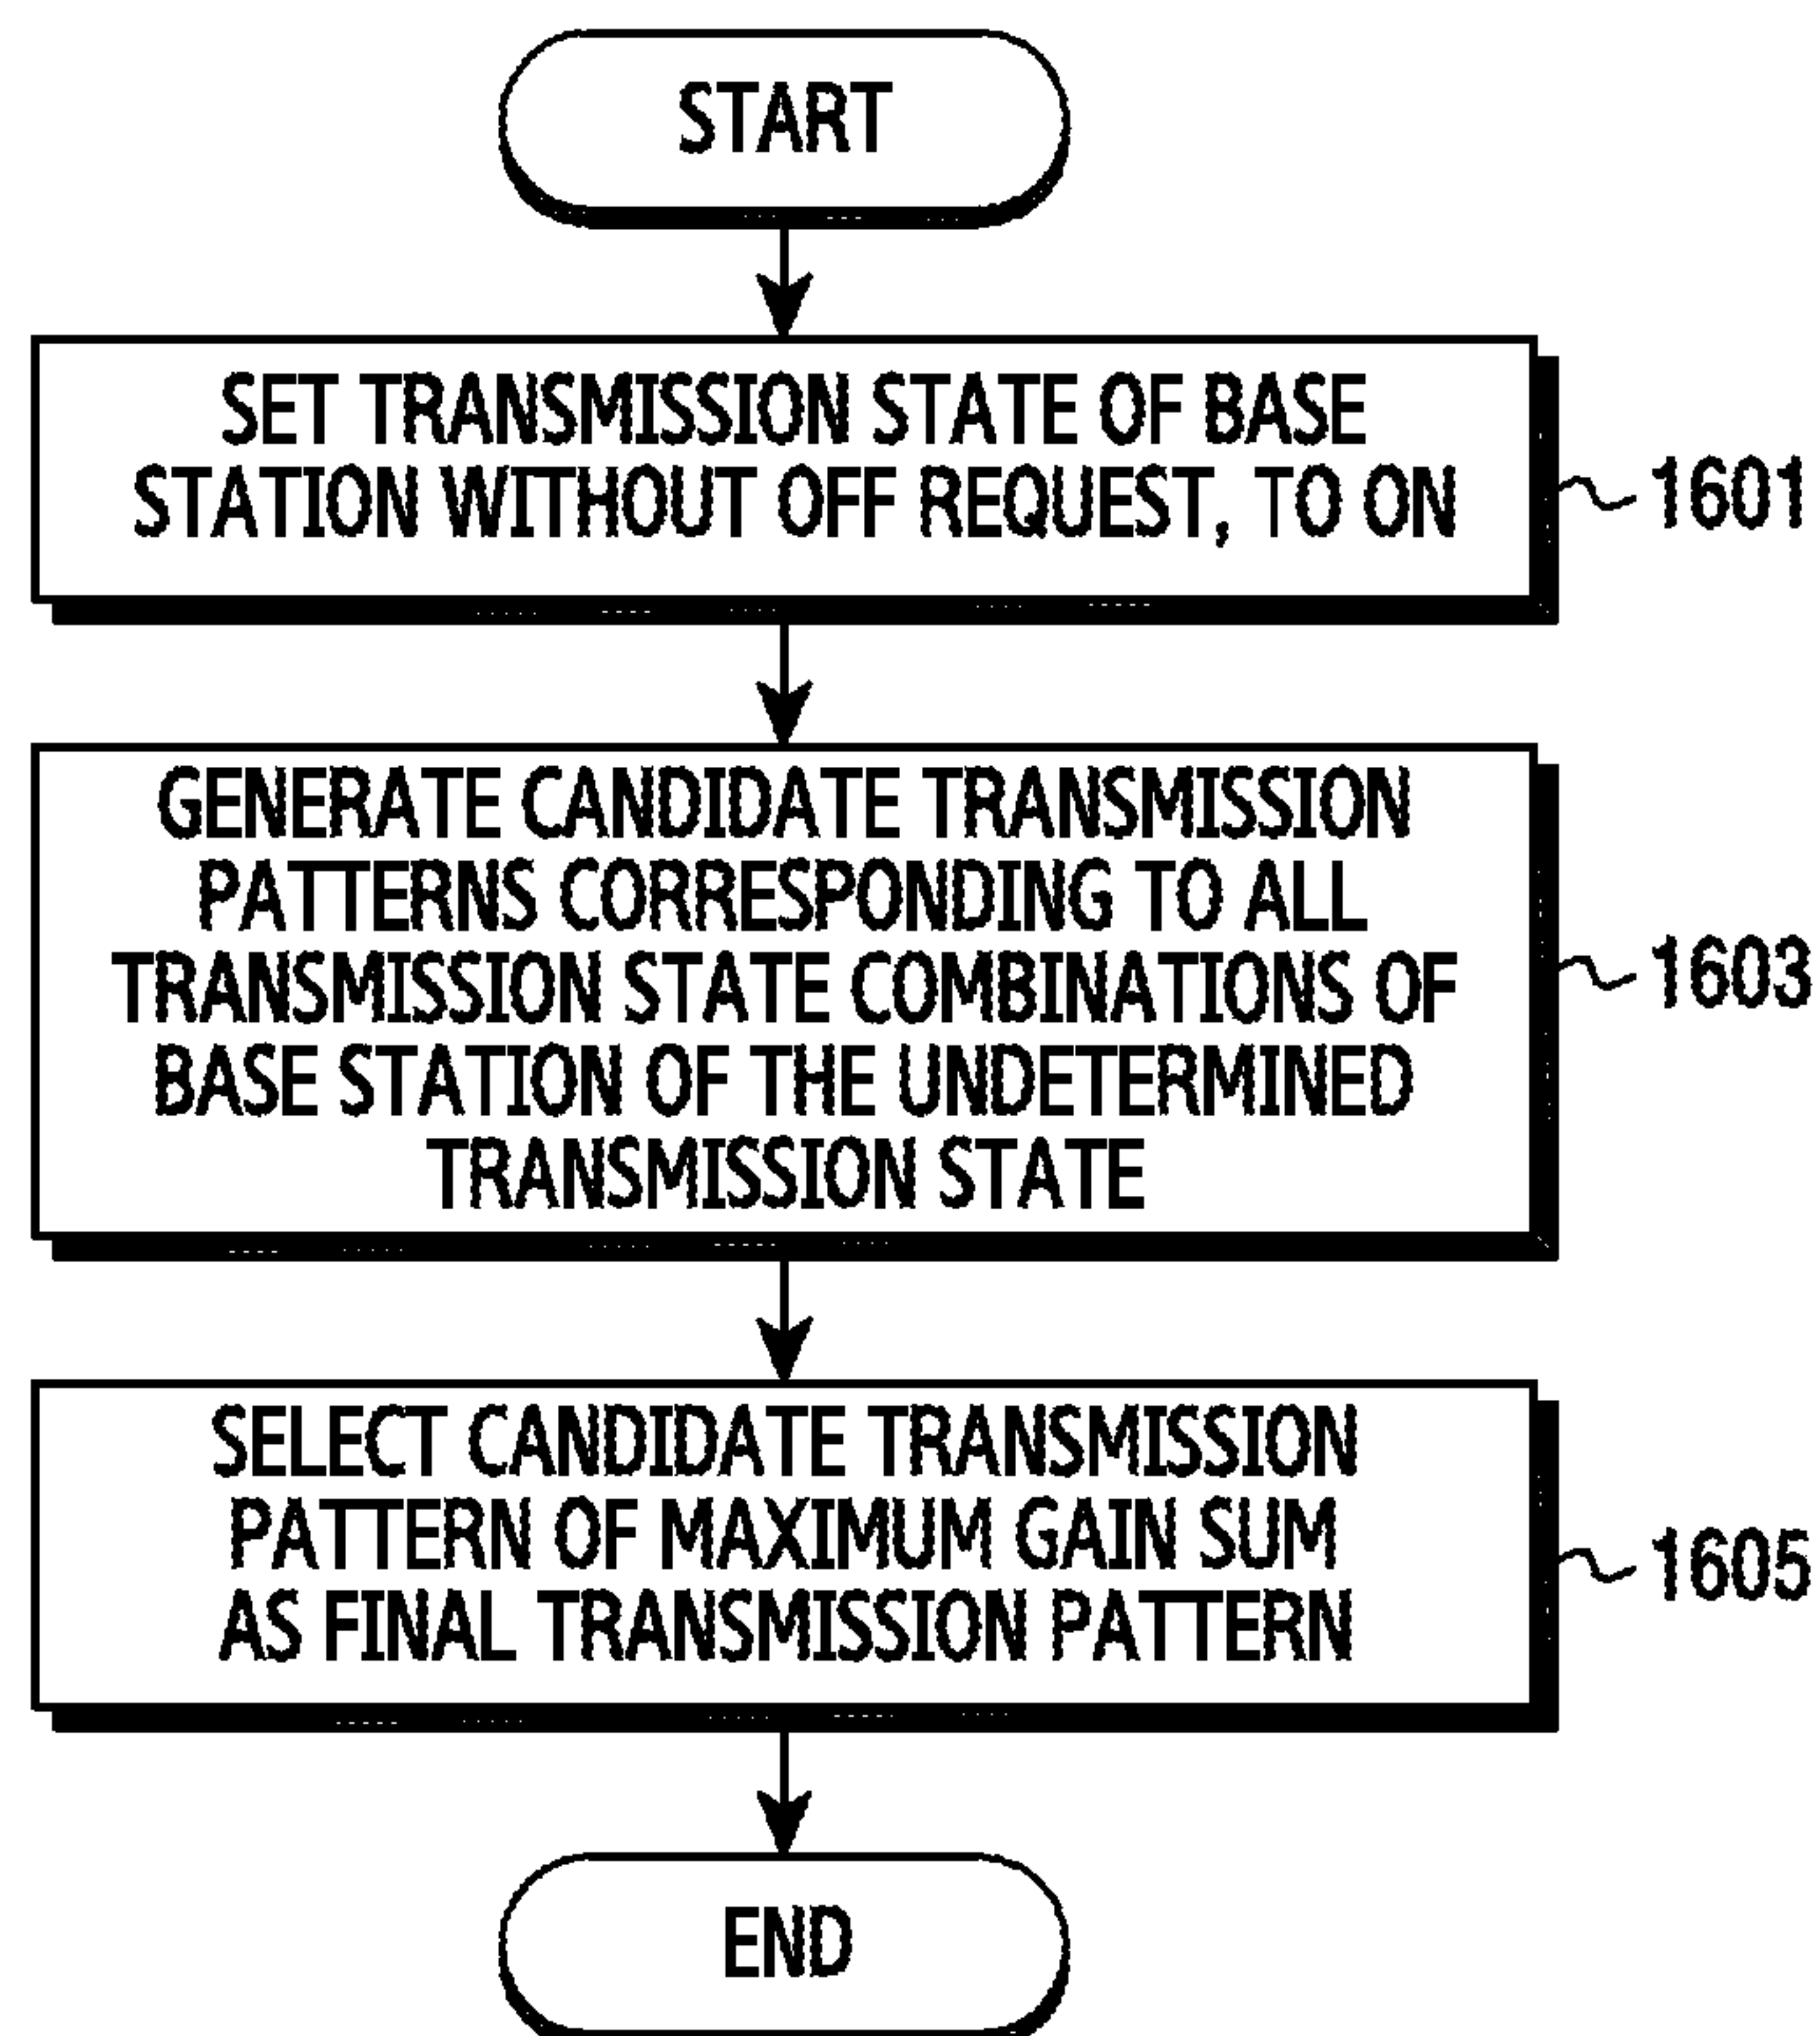 START
SET TRANSMISSION STATE OF BASE
STATION WITHOUT OFF REQUEST, TO ON
1601
GENERATE CANDIDATE TRANSMISSION
PATTERNS CORRESPONDING TO ALL
TRANSMISSION STATE COMBINATIONS OF
BASE STATION OF THE UNDETERMINED
TRANSMISSION STATE
1603
SELECT CANDIDATE TRANSMISSION
PATTERN OF MAXIMUM GAIN SUM
AS FINAL TRANSMISSION PATTERN
1605
END